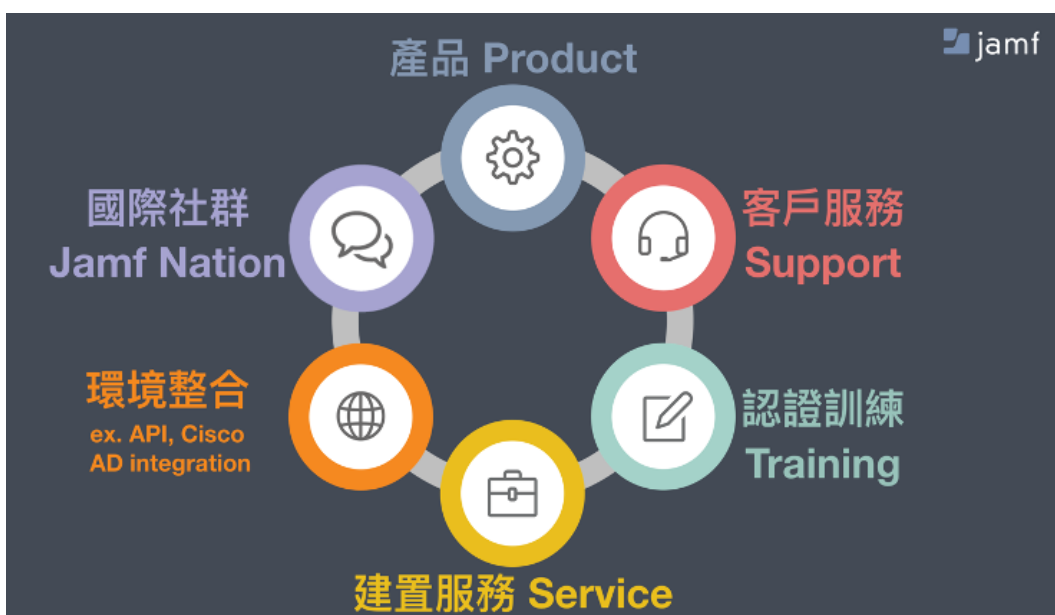 jamf
產品 Product
國際社群
Jamf Nation
客戶服務
Support
環境整合
ex. API, Cisco
AD integration
認證訓練
Training
建置服務 Service